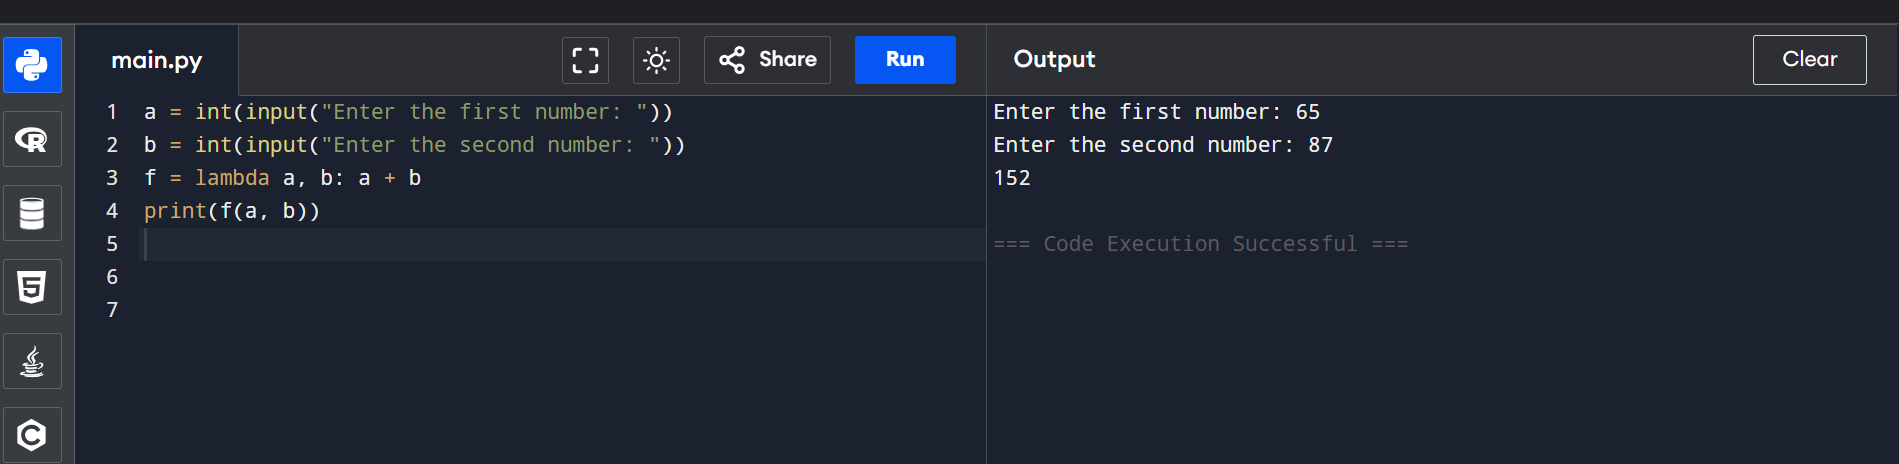 main.py
Share
Run
Output
Clear
1 a = int(input("Enter the first number: "))
2 b = int(input("Enter the second number: "))
3 f = lambda a, b: a + b
4 print(f(a, b))
5
6
7
Enter the first number: 65
Enter the second number: 87
152
=== Code Execution Successful ===
R
5
C